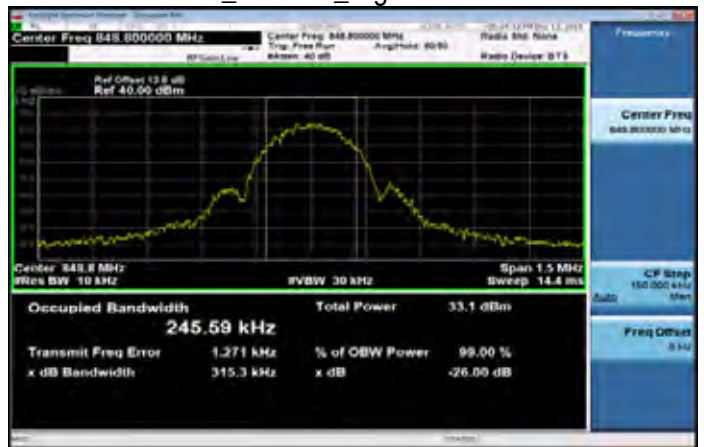 Center Freq 848.800000 MHz
Center Freq: 848.800000 MHz
Radio Std: None
Frequency
Trig: Free Run
Avg|Hold: 80/80
#Atten: 40 dB
Radio Device: BTS
Ref Offset 13.8 dB
Ref 40.00 dBm
Center Freq
848.800000 MHz
Center 848.8 MHz
Span 1.5 MHz
#Res BW 10 kHz
#VBW 30 kHz
Sweep 14.4 ms
CF Step
150.000 kHz
Auto Man
Occupied Bandwidth
Total Power 33.1 dBm
245.59 kHz
Freq Offset
0 Hz
Transmit Freq Error 1.271 kHz
% of OBW Power 99.00 %
x dB Bandwidth 315.3 kHz
x dB -26.00 dB